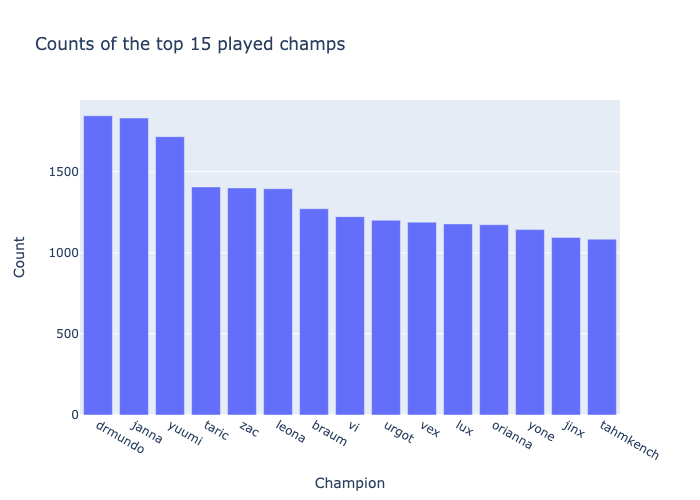 Counts of the top 15 played champs
Count
1500
1000
500
0
drmundo
janna
yuumi
taric
zac
leona
braum
vi
urgot
vex
lux
orianna
yone
jinx
tahmkench
Champion